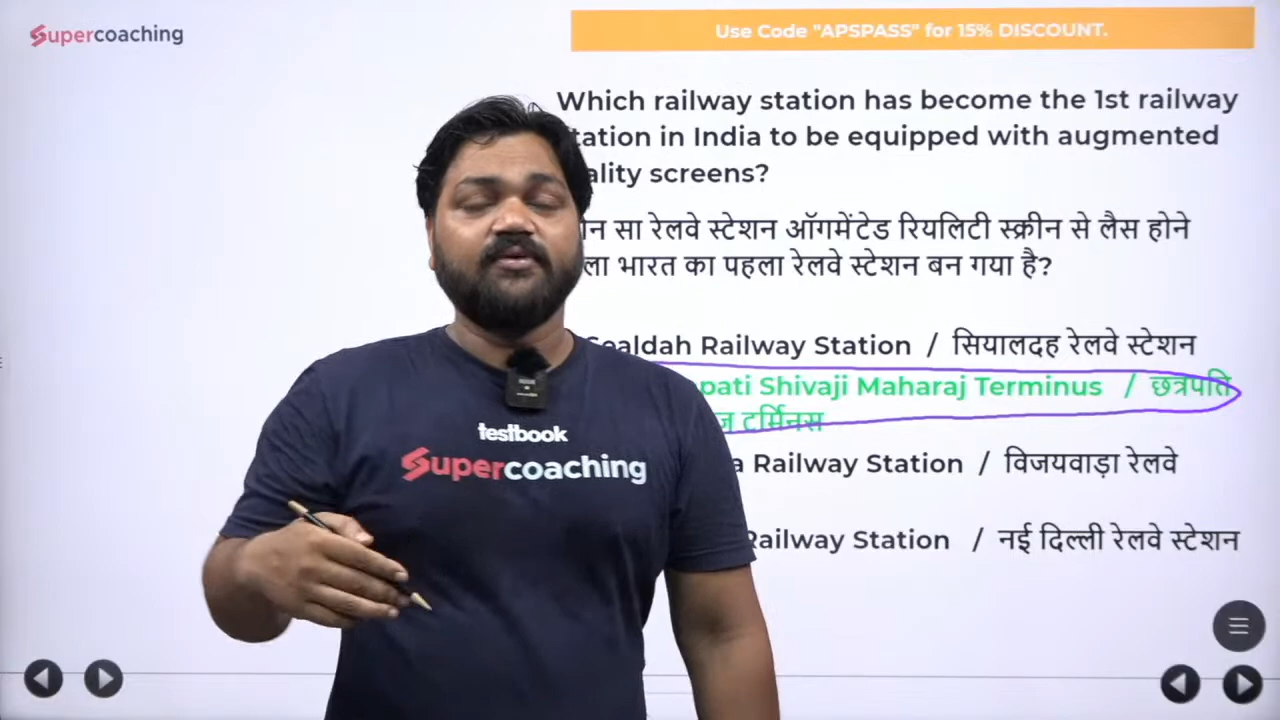 Supercoaching
Use Code "APSPASS" for 15% DISCOUNT.
Which railway station has become the 1st railway
station in India to be equipped with augmented
ality screens?
सा रेलवे स्टेशन ऑगमेंटेड रियलिटी स्क्रीन से लैस होने
ला भारत का पहला रेलवे स्टेशन बन गया है?
Sealdah Railway Station / सियालदह रेलवे स्टेशन
pati Shivaji Maharaj Terminus / छत्रपति
ज टर्मिनस
a Railway Station / विजयवाड़ा रेलवे
Railway Station / नई दिल्ली रेलवे स्टेशन
testbook
Supercoaching